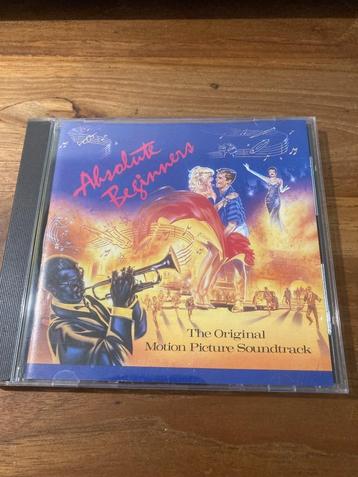 Absolute
Beginners
The Original
Motion Picture Soundtrack